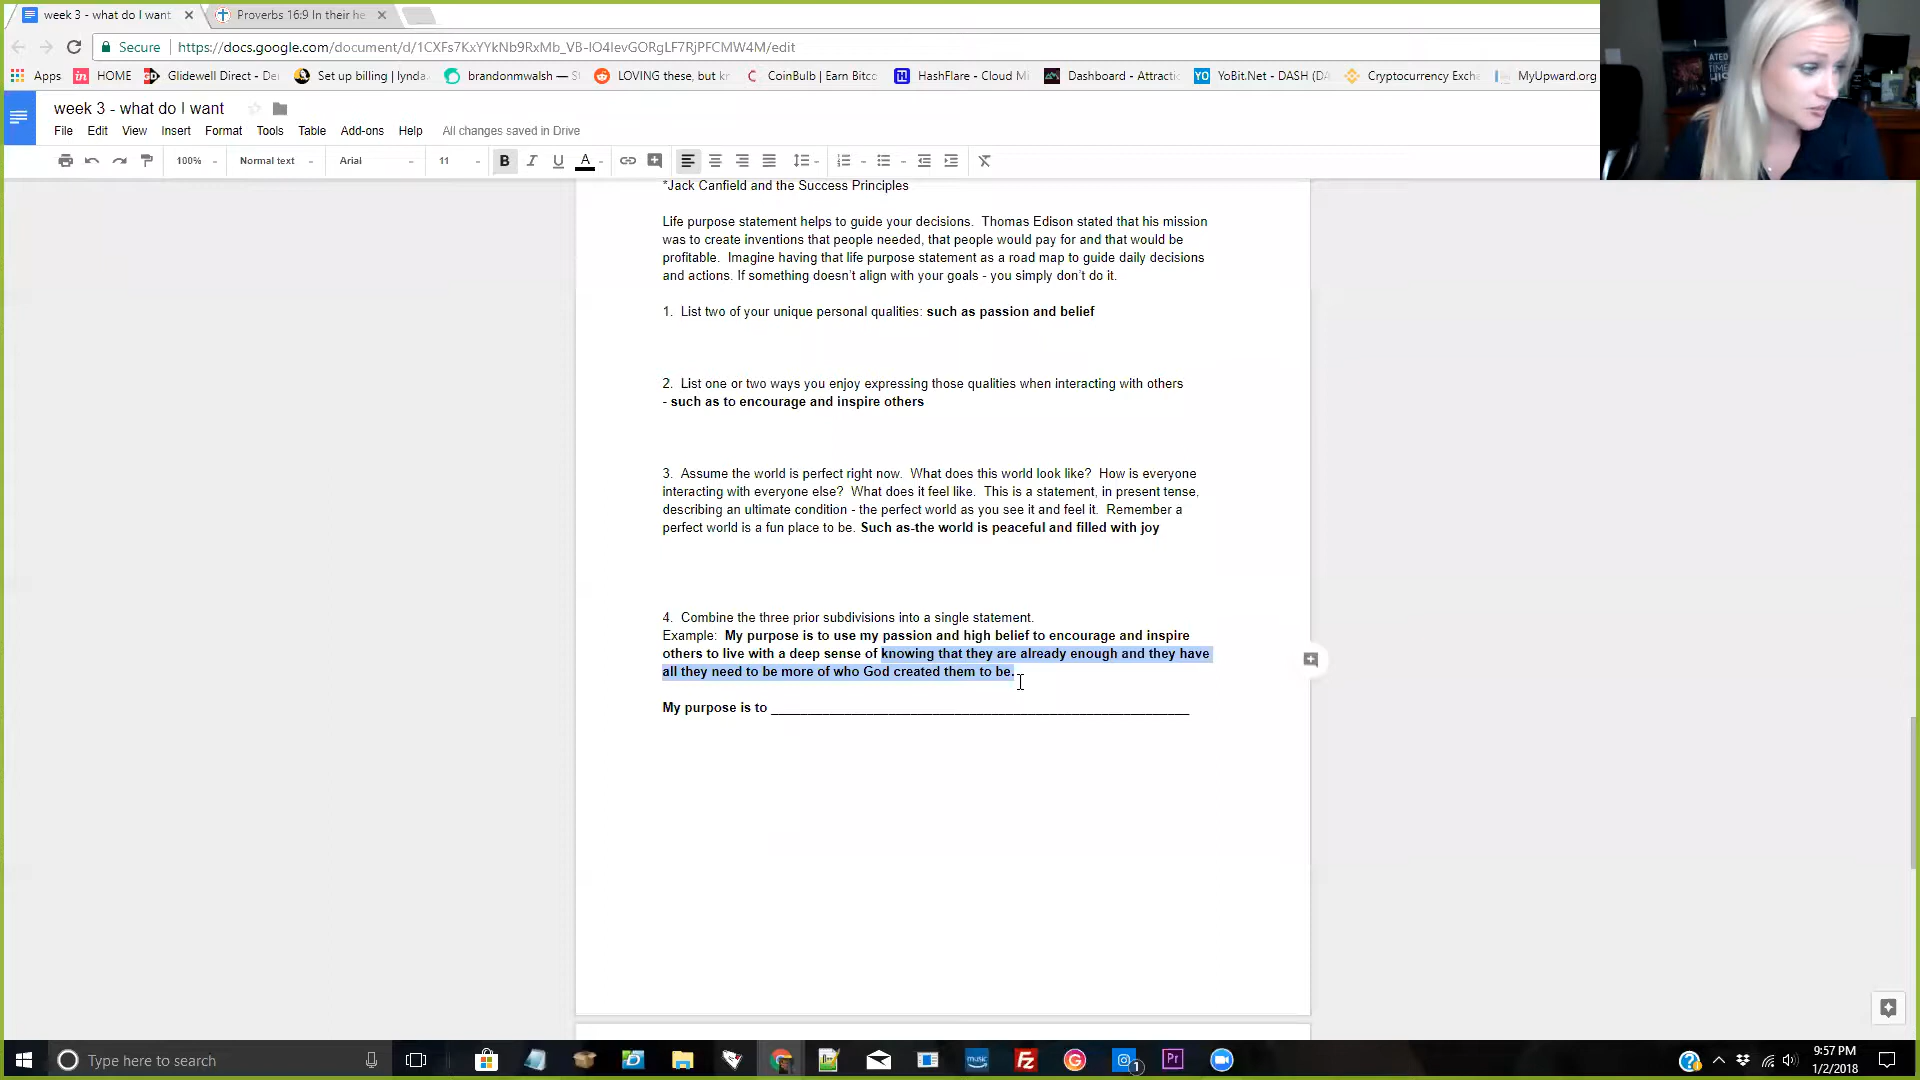 week 3 - what do I want
Proverbs 16:9 In their he
Secure
https://docs.google.com/document/d/1CXFs7KxYYkNb9RxMb_VB-IO4IevGORgLF7RjPFCMW4M/edit
Apps
HOME
Glidewell Direct - De
Set up billing | lynda
brandonmwalsh — S
LOVING these, but kr
CoinBulb | Earn Bitco
HashFlare - Cloud Mi
Dashboard - Attracti
YoBit.Net - DASH (DA
Cryptocurrency Exch
MyUpward.org
week 3 - what do I want
File Edit View Insert Format Tools Table Add-ons Help All changes saved in Drive
100% Normal text Arial 11 B I U A
*Jack Canfield and the Success Principles
Life purpose statement helps to guide your decisions. Thomas Edison stated that his mission
was to create inventions that people needed, that people would pay for and that would be
profitable. Imagine having that life purpose statement as a road map to guide daily decisions
and actions. If something doesn't align with your goals - you simply don't do it.
1. List two of your unique personal qualities: such as passion and belief
2. List one or two ways you enjoy expressing those qualities when interacting with others
- such as to encourage and inspire others
3. Assume the world is perfect right now. What does this world look like? How is everyone
interacting with everyone else? What does it feel like. This is a statement, in present tense,
describing an ultimate condition - the perfect world as you see it and feel it. Remember a
perfect world is a fun place to be. Such as-the world is peaceful and filled with joy
4. Combine the three prior subdivisions into a single statement.
Example: My purpose is to use my passion and high belief to encourage and inspire
others to live with a deep sense of knowing that they are already enough and they have
all they need to be more of who God created them to be.
My purpose is to __________________________________________________________
Type here to search
music
Fz
G
1
Pr
9:57 PM
1/2/2018